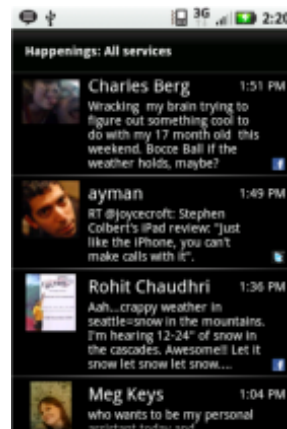 3G 2:20
Happenings: All services
Charles Berg 1:51 PM
Wracking my brain trying to
figure out something cool to
do with my 17 month old this
weekend. Bocce Ball if the
weather holds, maybe?
ayman 1:49 PM
RT @joycecroft: Stephen
Colbert's iPad review: "Just
like the iPhone, you can't
make calls with it".
Rohit Chaudhri 1:36 PM
Aah...crappy weather in
seattle=snow in the mountains.
I'm hearing 12-24" of snow in
the cascades. Awesome!! Let it
snow let snow let snow....
Meg Keys 1:04 PM
who wants to be my personal
assistant today and